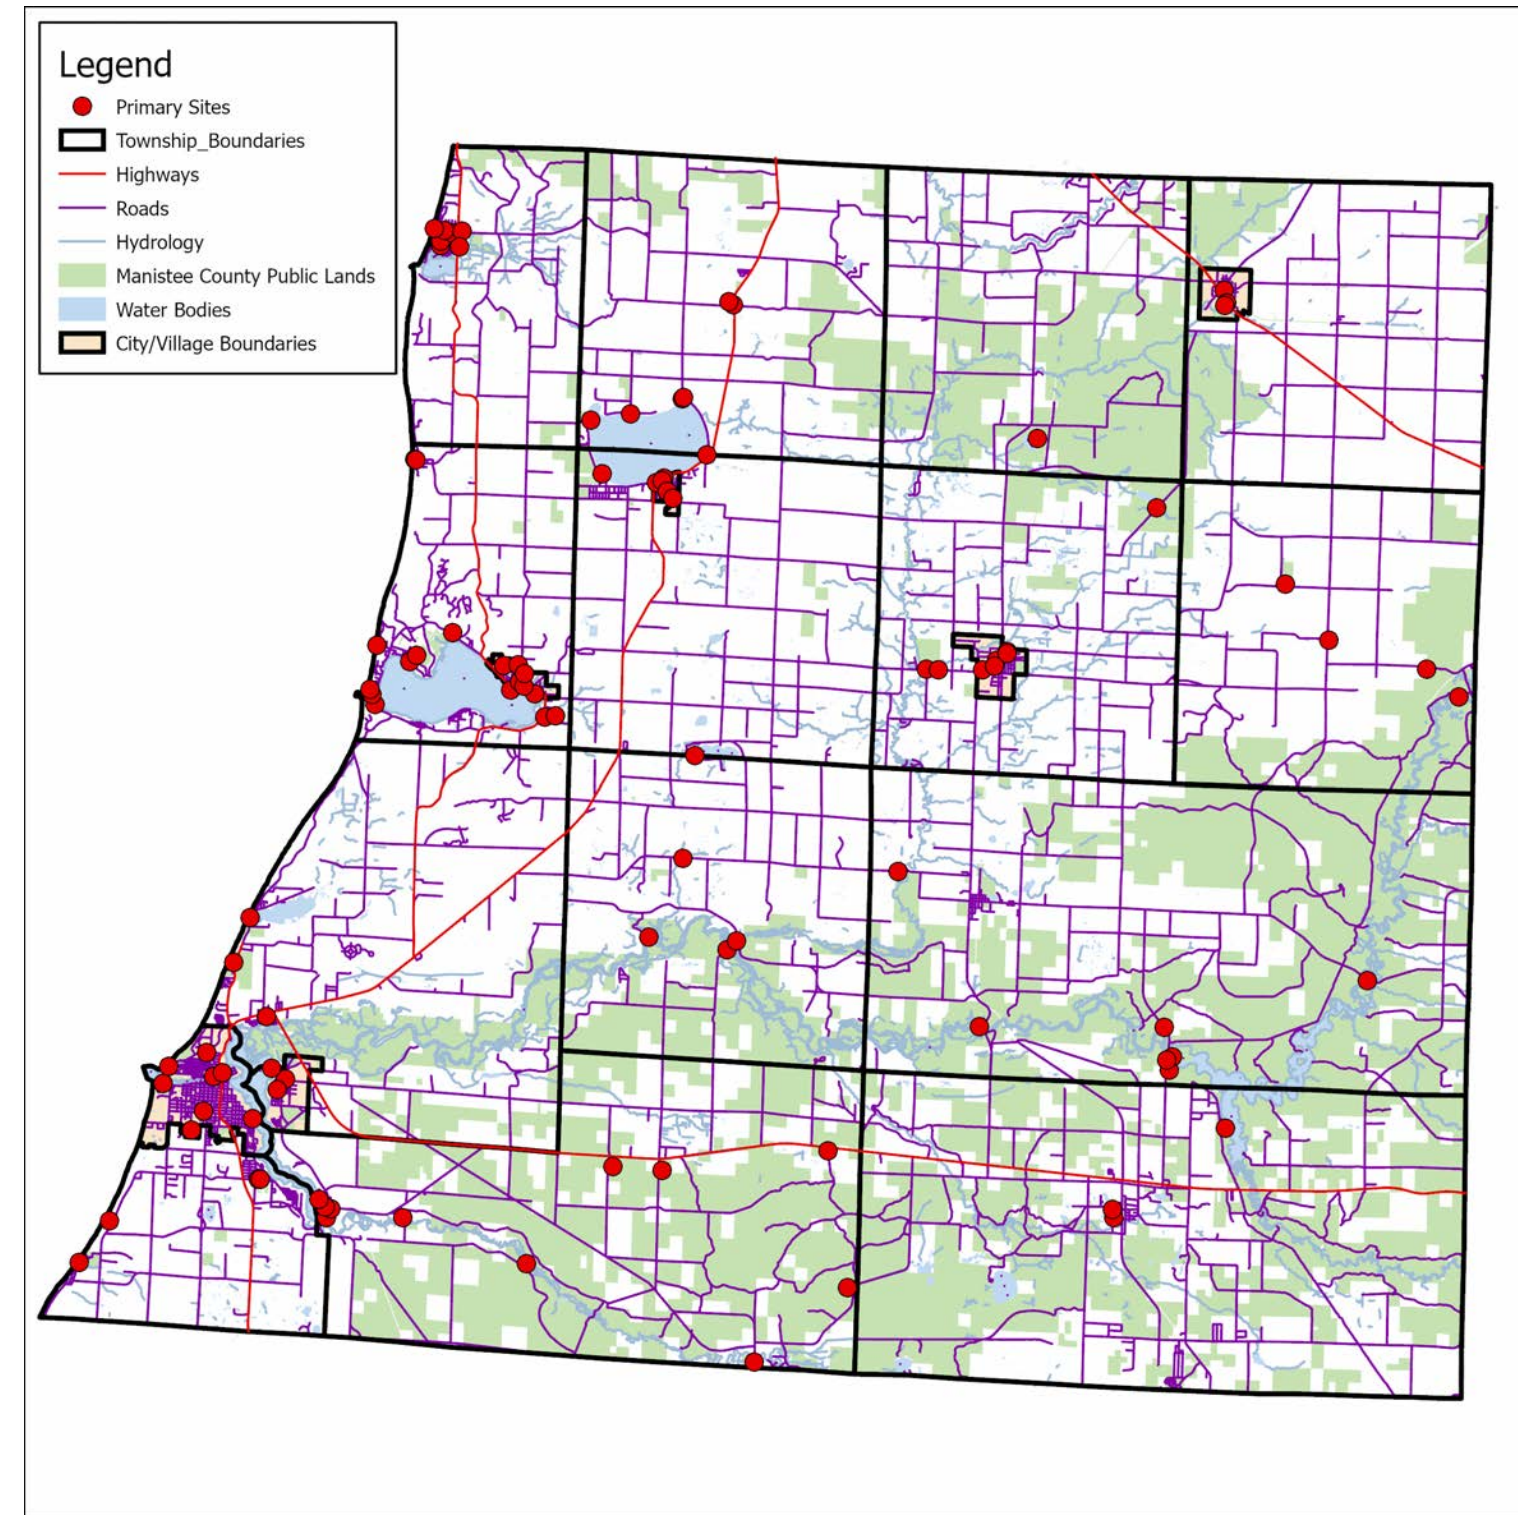 Legend
Primary Sites
Township_Boundaries
Highways
Roads
Hydrology
Manistee County Public Lands
Water Bodies
City/Village Boundaries